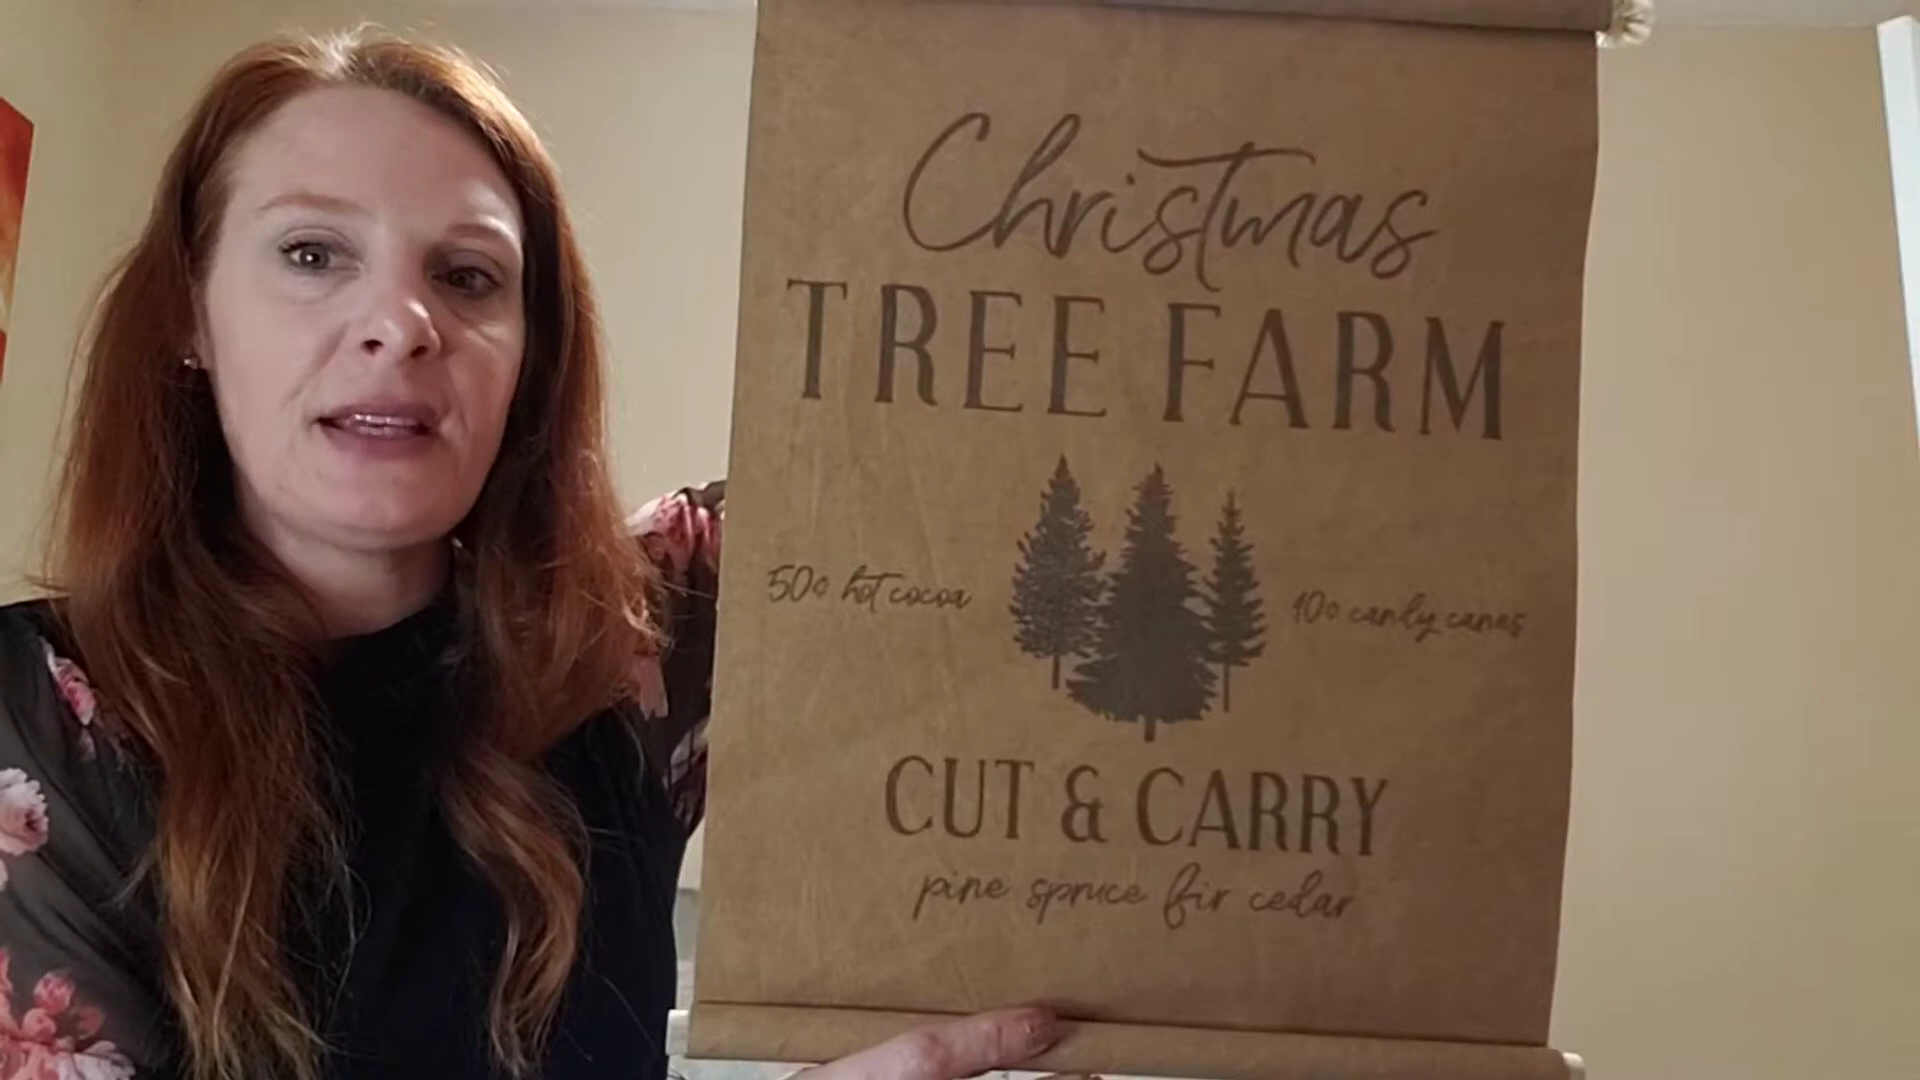 Christmas
TREE FARM
50¢ hot cocoa
10¢ candy canes
CUT & CARRY
pine spruce fir cedar